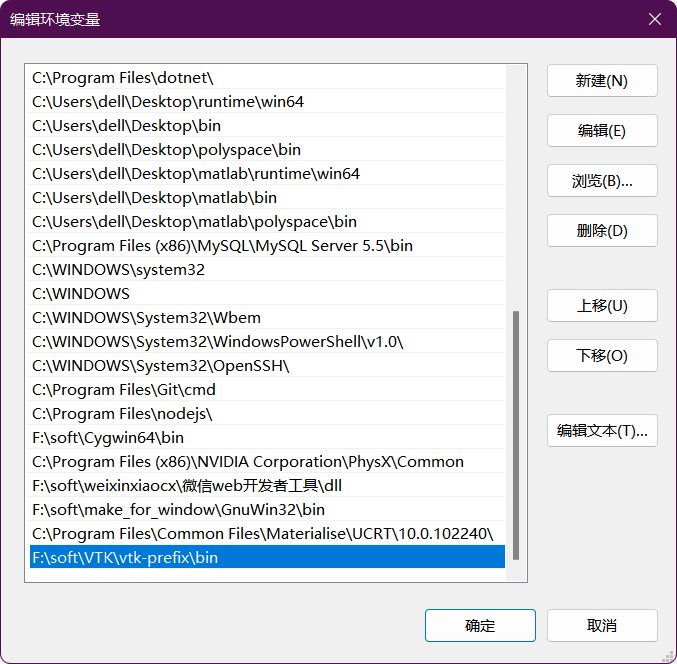 编辑环境变量
C:\Program Files\dotnet\
C:\Users\dell\Desktop\runtime\win64
C:\Users\dell\Desktop\bin
C:\Users\dell\Desktop\polyspace\bin
C:\Users\dell\Desktop\matlab\runtime\win64
C:\Users\dell\Desktop\matlab\bin
C:\Users\dell\Desktop\matlab\polyspace\bin
C:\Program Files (x86)\MySQL\MySQL Server 5.5\bin
C:\WINDOWS\system32
C:\WINDOWS
C:\WINDOWS\System32\Wbem
C:\WINDOWS\System32\WindowsPowerShell\v1.0\
C:\WINDOWS\System32\OpenSSH\
C:\Program Files\Git\cmd
C:\Program Files\nodejs\
F:\soft\Cygwin64\bin
C:\Program Files (x86)\NVIDIA Corporation\PhysX\Common
F:\soft\weixinxiaocx\微信web开发者工具\dll
F:\soft\make_for_window\GnuWin32\bin
C:\Program Files\Common Files\Materialise\UCRT\10.0.102240\
F:\soft\VTK\vtk-prefix\bin
新建(N)
编辑(E)
浏览(B)...
删除(D)
上移(U)
下移(O)
编辑文本(T)...
确定
取消